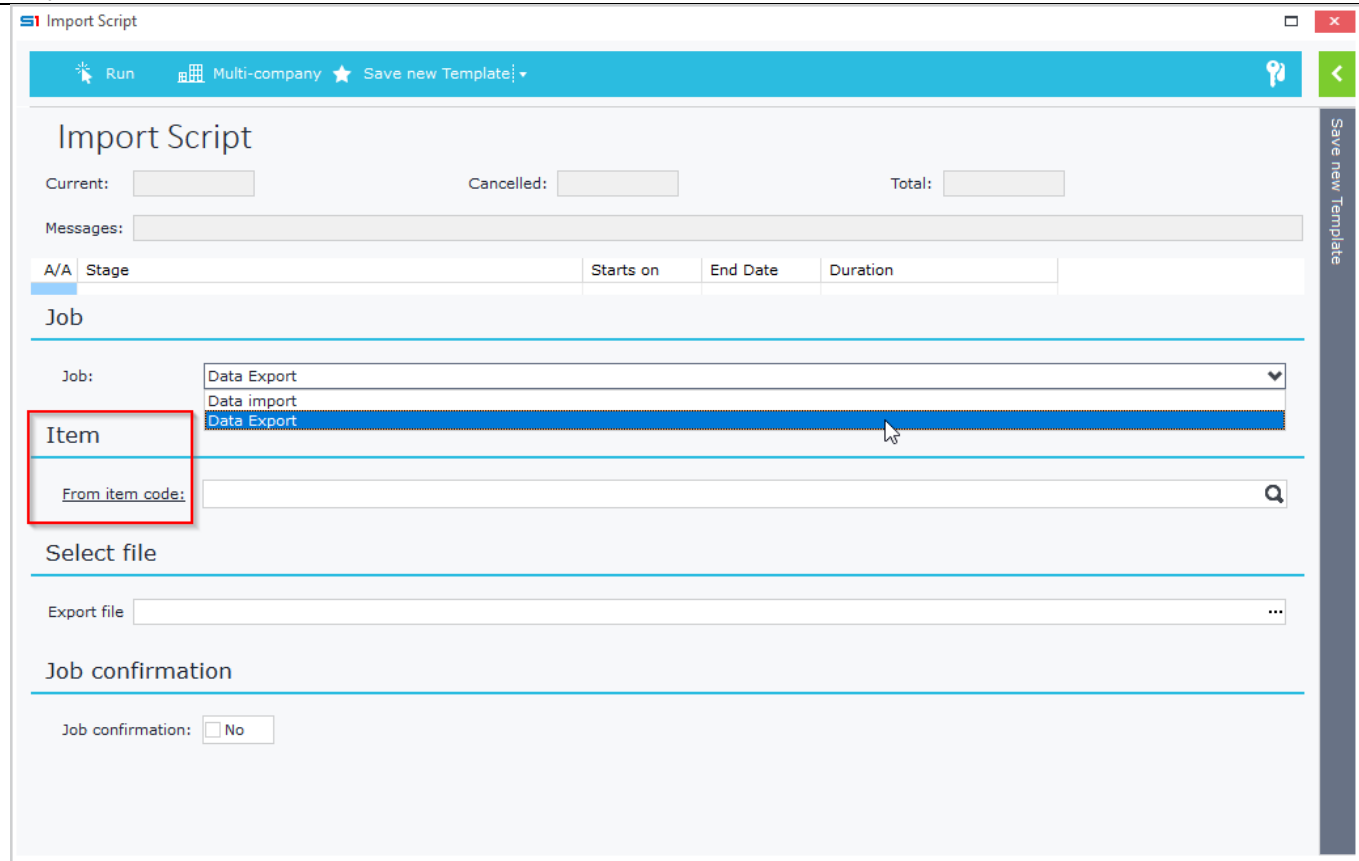 S1 Import Script
Run Multi-company Save new Template
Import Script
Current: Cancelled: Total:
Messages:
A/A Stage Starts on End Date Duration
Job
Job: Data Export
Data import
Data Export
Item
From item code:
Select file
Export file ...
Job confirmation
Job confirmation: No
Save new Template